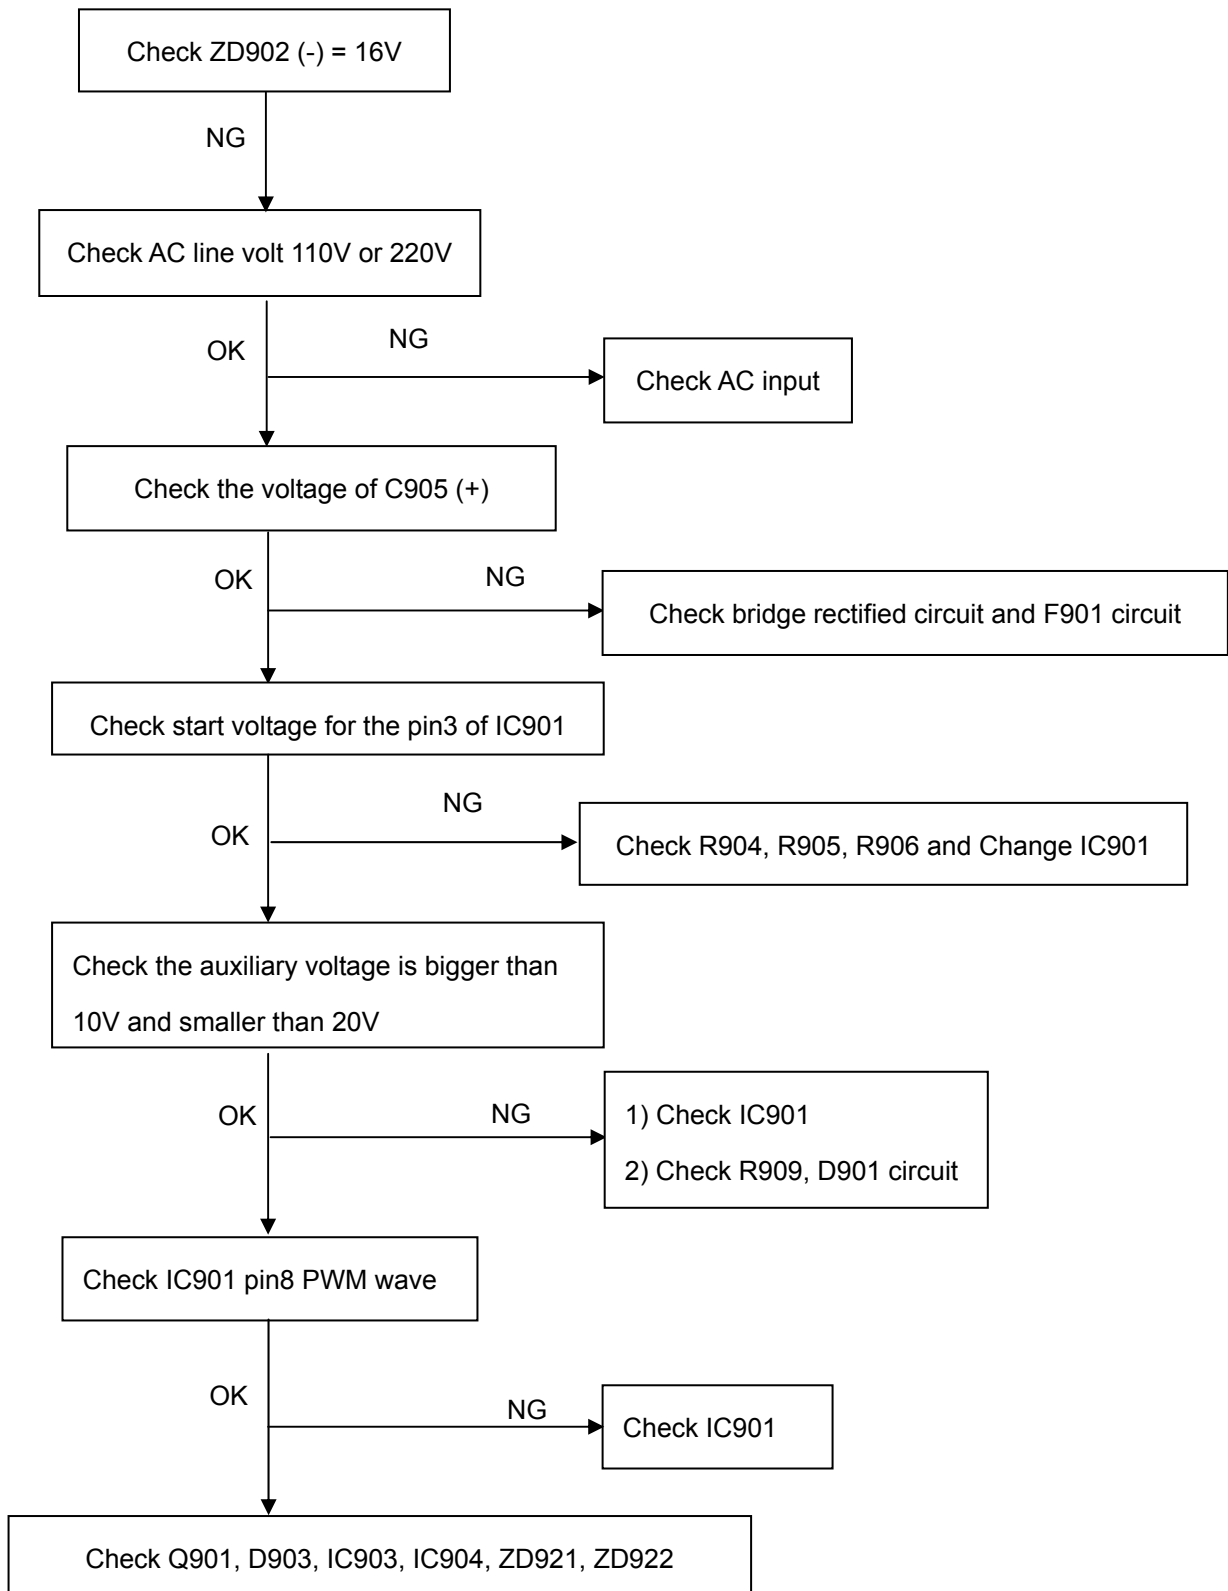 Check ZD902 (-) = 16V
NG
Check AC line volt 110V or 220V
OK
NG
Check AC input
Check the voltage of C905 (+)
OK
NG
Check bridge rectified circuit and F901 circuit
Check start voltage for the pin3 of IC901
OK
NG
Check R904, R905, R906 and Change IC901
Check the auxiliary voltage is bigger than
10V and smaller than 20V
OK
NG
1) Check IC901
2) Check R909, D901 circuit
Check IC901 pin8 PWM wave
OK
NG
Check IC901
Check Q901, D903, IC903, IC904, ZD921, ZD922